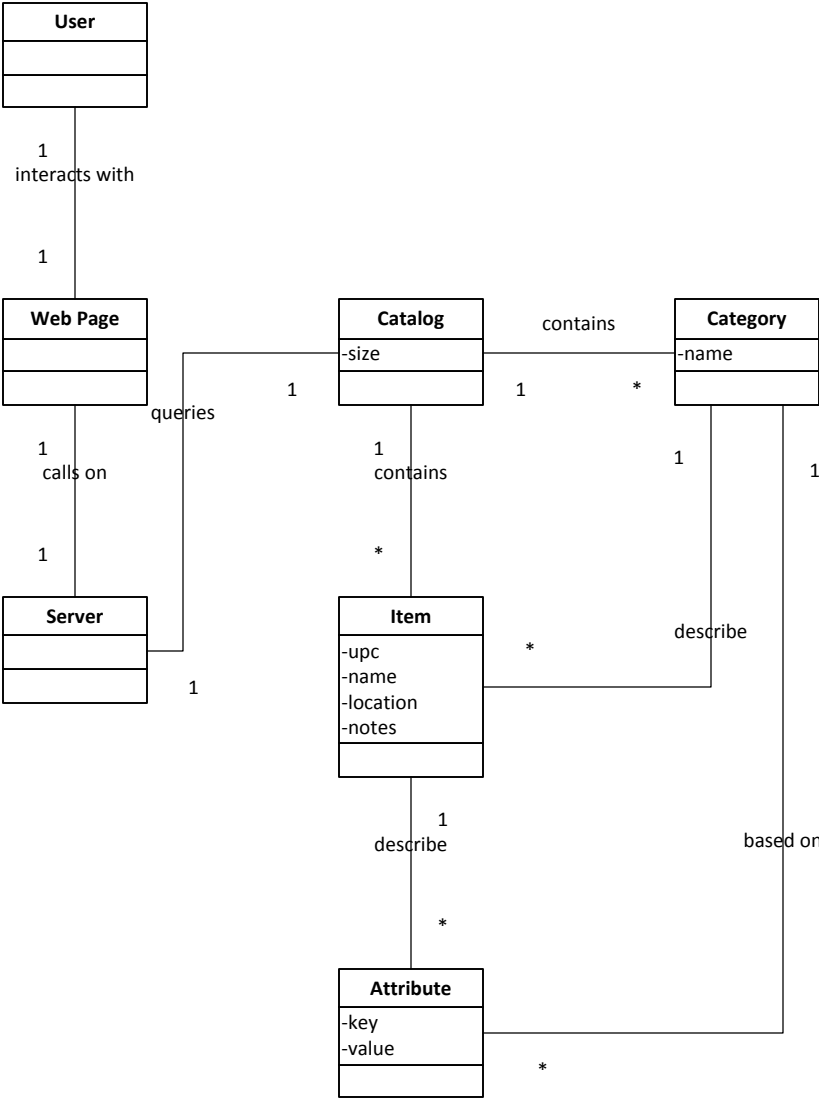 User
1
interacts with
1
Web Page
Catalog
-size
contains
Category
-name
1
1
*
queries
1
calls on
1
1
contains
*
1
1
Server
1
Item
-upc
-name
-location
-notes
*
describe
1
describe
*
based on
Attribute
-key
-value
*